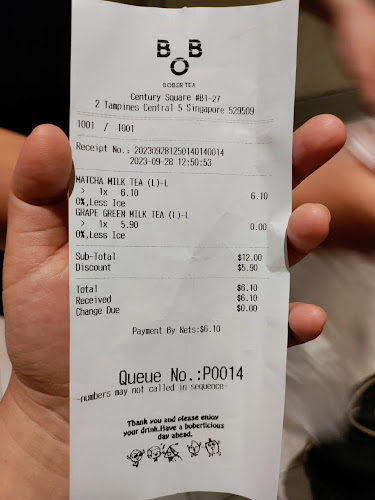 BOB
BOBER TEA
Century Square #B1-27
2 Tampines Central 5 Singapore 529509
1001 / 1001
Receipt No.: 202309281250140140014
2023-09-28 12:50:53
MATCHA MILK TEA (L)-L
> 1x 6.10 6.10
0%,Less Ice
GRAPE GREEN MILK TEA (L)-L
> 1x 5.90 0.00
0%,Less Ice
Sub-Total $12.00
Discount $5.90
Total $6.10
Received $6.10
Change Due $0.00
Payment By Nets:$6.10
Queue No.:P0014
-numbers may not called in sequence-
Thank you and please enjoy
your drink.Have a boberlicious
day ahead.